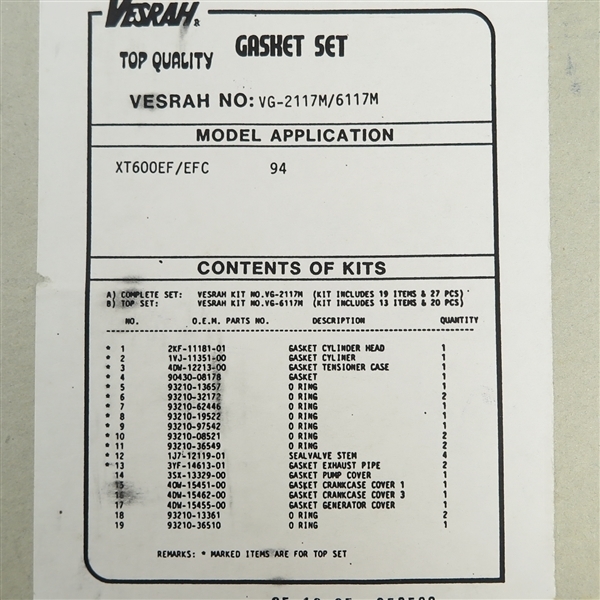 VESRAH®
TOP QUALITY
GASKET SET
VESRAH NO: VG-2117M/6117M
MODEL APPLICATION
XT600EF/EFC 94
CONTENTS OF KITS
A) COMPLETE SET: VESRAH KIT NO.VG-2117M (KIT INCLUDES 19 ITEMS & 27 PCS)
B) TOP SET: VESRAH KIT NO.VG-6117M (KIT INCLUDES 13 ITEMS & 20 PCS)
NO. O.E.M. PARTS NO. DESCRIPTION QUANTITY
* 1 2KF-11181-01 GASKET CYLINDER HEAD 1
* 2 1VJ-11351-00 GASKET CYLINER 1
* 3 4DW-12213-00 GASKET TENSIONER CASE 1
* 4 90430-08178 GASKET 1
* 5 93210-13657 O RING 1
* 6 93210-32172 O RING 2
* 7 93210-62446 O RING 1
* 8 93210-19522 O RING 1
* 9 93210-97542 O RING 1
* 10 93210-08521 O RING 2
* 11 93210-36549 O RING 2
* 12 1J7-12119-01 SEALVALVE STEM 4
* 13 3YF-14613-01 GASKET EXHAUST PIPE 2
14 35X-13329-00 GASKET PUMP COVER 1
15 4DW-15451-00 GASKET CRANKCASE COVER 1 1
16 4DW-15462-00 GASKET CRANKCASE COVER 3 1
17 4DW-15455-00 GASKET GENERATOR COVER 1
18 93210-13361 O RING 2
19 93210-36510 O RING 1
REMARKS: * MARKED ITEMS ARE FOR TOP SET